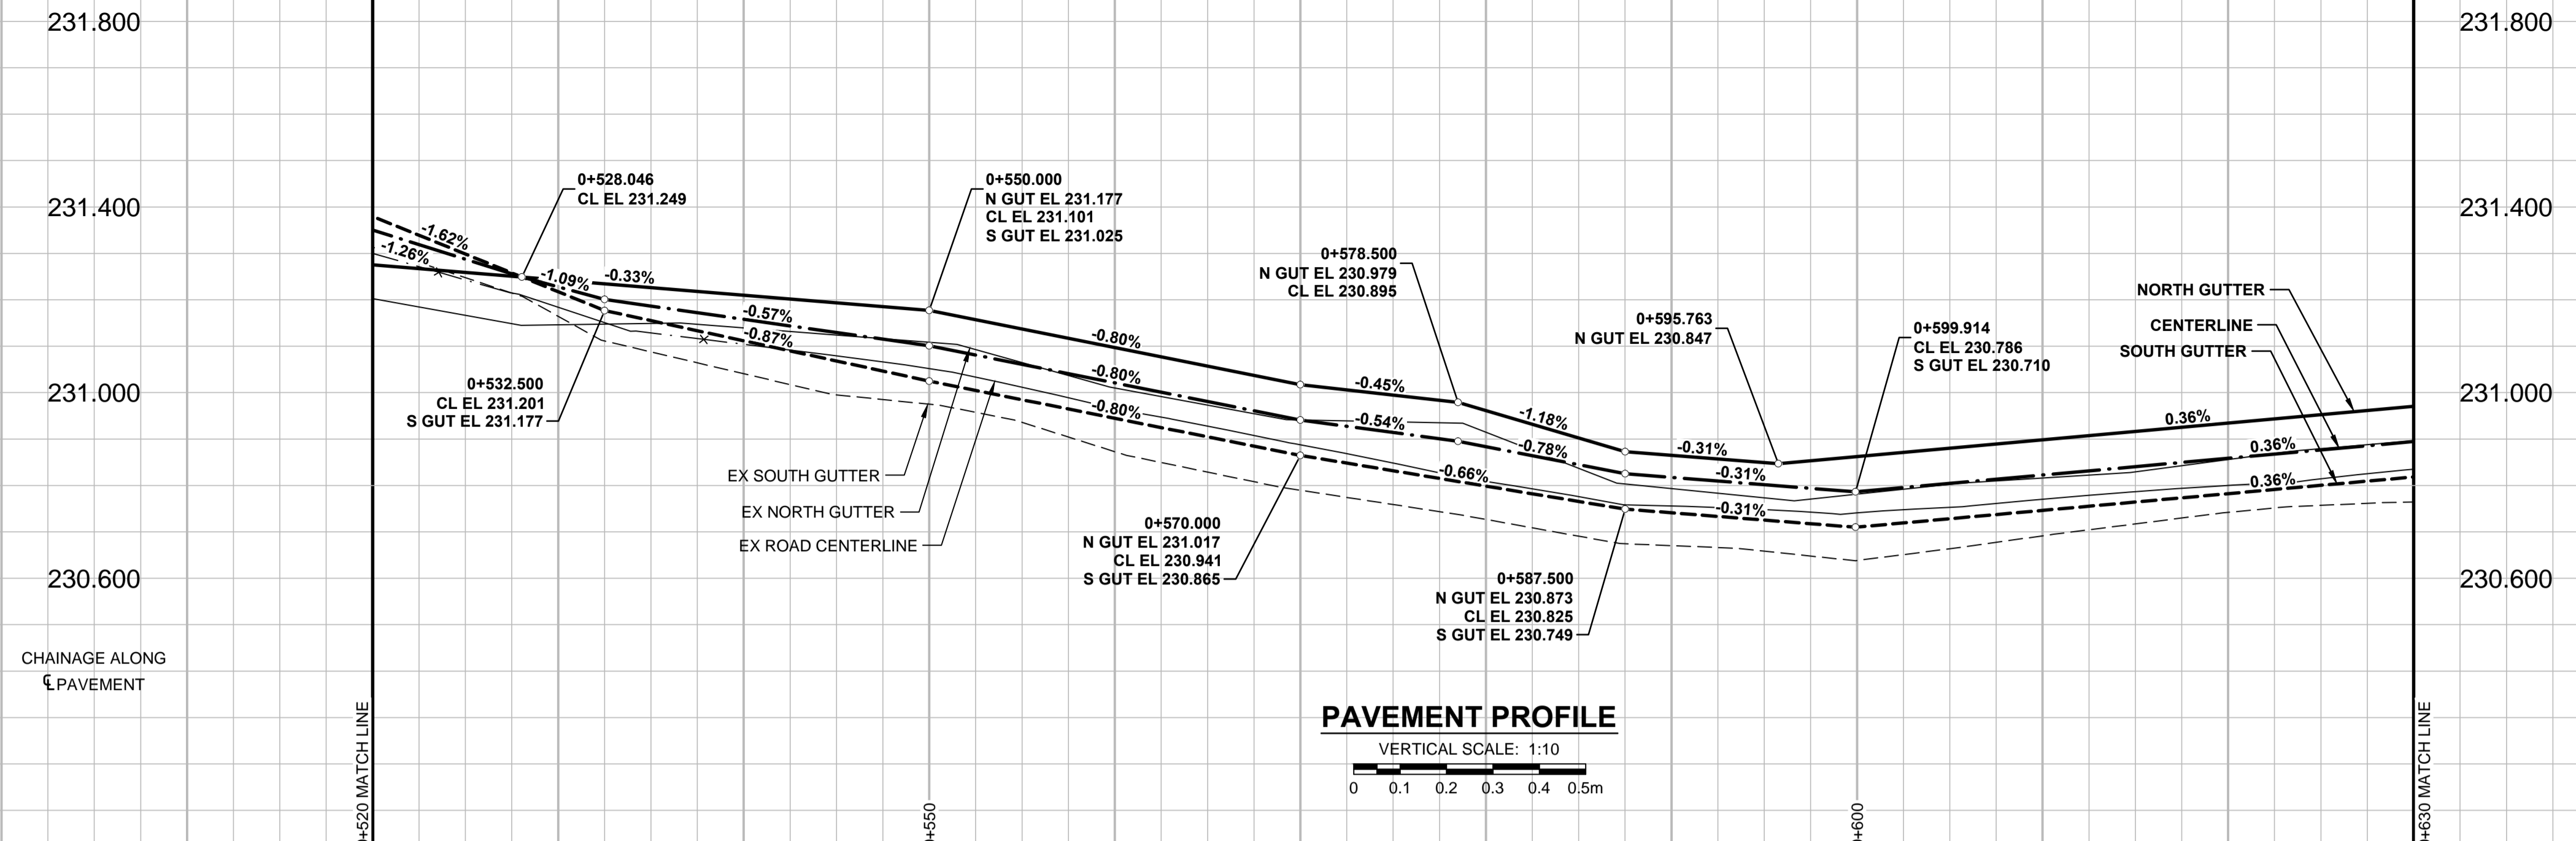 231.800
231.800
0+528.046
CL EL 231.249
0+550.000
N GUT EL 231.177
CL EL 231.101
S GUT EL 231.025
231.400
231.400
-1.62%
-1.26%
-1.09%
-0.33%
0+578.500
N GUT EL 230.979
CL EL 230.895
NORTH GUTTER
CENTERLINE
SOUTH GUTTER
-0.57%
-0.87%
-0.80%
0+595.763
N GUT EL 230.847
0+599.914
CL EL 230.786
S GUT EL 230.710
0+532.500
CL EL 231.201
S GUT EL 231.177
231.000
231.000
-0.80%
-0.80%
-0.45%
-0.54%
-1.18%
-0.78%
-0.66%
-0.31%
-0.31%
-0.31%
0.36%
0.36%
0.36%
EX SOUTH GUTTER
EX NORTH GUTTER
EX ROAD CENTERLINE
0+570.000
N GUT EL 231.017
CL EL 230.941
S GUT EL 230.865
0+587.500
N GUT EL 230.873
CL EL 230.825
S GUT EL 230.749
230.600
230.600
CHAINAGE ALONG
℄ PAVEMENT
0+520 MATCH LINE
0+550
PAVEMENT PROFILE
VERTICAL SCALE: 1:10
0 0.1 0.2 0.3 0.4 0.5m
0+600
0+630 MATCH LINE